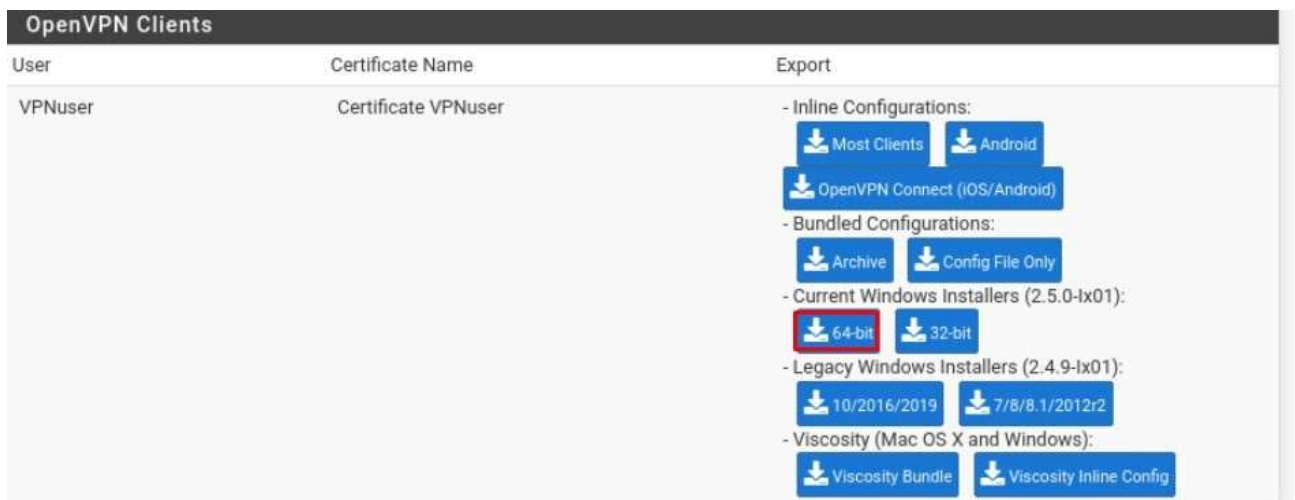 OpenVPN Clients
User Certificate Name Export
VPNuser Certificate VPNuser - Inline Configurations:
Most Clients Android
OpenVPN Connect (iOS/Android)
- Bundled Configurations:
Archive Config File Only
- Current Windows Installers (2.5.0-Ix01):
64-bit 32-bit
- Legacy Windows Installers (2.4.9-Ix01):
10/2016/2019 7/8/8.1/2012r2
- Viscosity (Mac OS X and Windows):
Viscosity Bundle Viscosity Inline Config